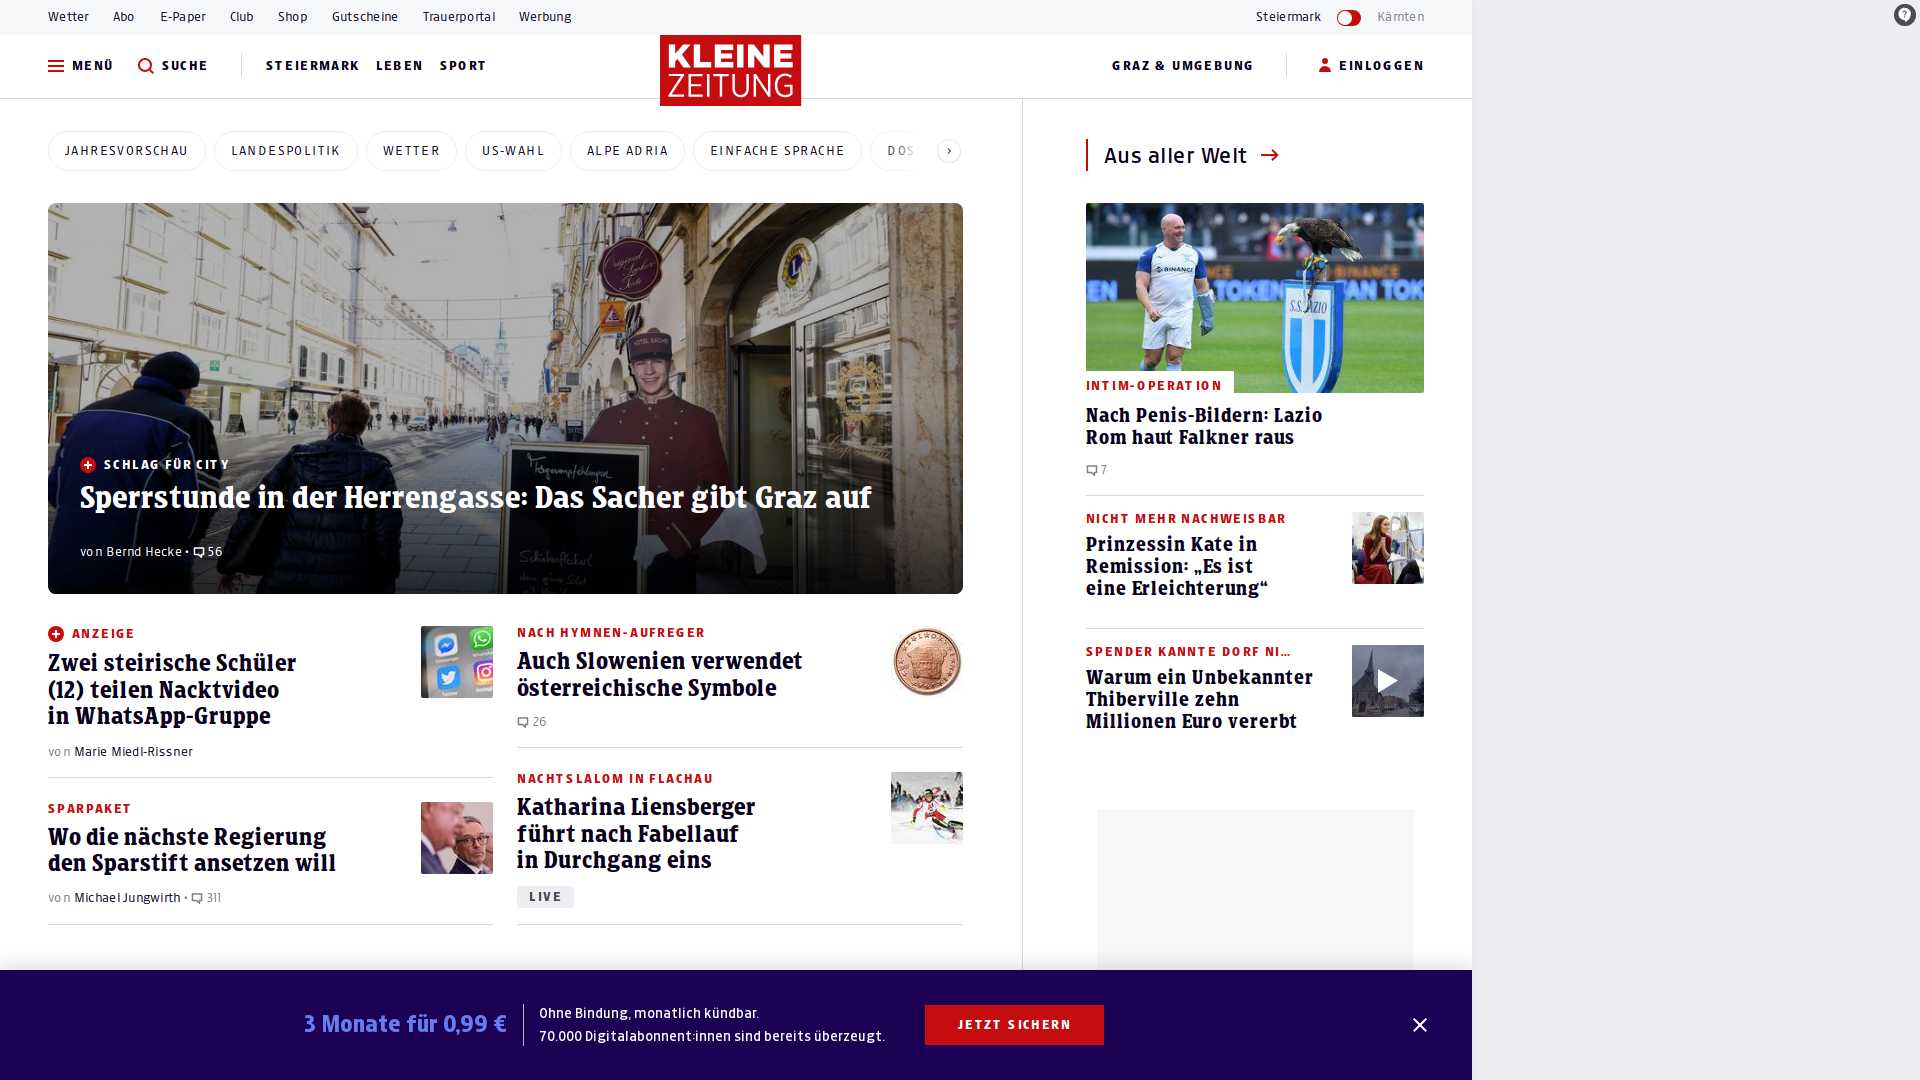 Wetter Abo E-Paper Club Shop Gutscheine Trauerportal Werbung
Steiermark Kärnten
MENÜ SUCHE STEIERMARK LEBEN SPORT
KLEINE
ZEITUNG
GRAZ & UMGEBUNG EINLOGGEN
JAHRESVORSCHAU LANDESPOLITIK WETTER US-WAHL ALPE ADRIA EINFACHE SPRACHE DOS
Original
Sacher
Torte
HOTEL SACHER
SCHLAG FÜR CITY
Sperrstunde in der Herrengasse: Das Sacher gibt Graz auf
von Bernd Hecke • 56
ANZEIGE
Zwei steirische Schüler
(12) teilen Nacktvideo
in WhatsApp-Gruppe
von Marie Miedl-Rissner
SPARPAKET
Wo die nächste Regierung
den Sparstift ansetzen will
von Michael Jungwirth • 311
NACH HYMNEN-AUFREGER
Auch Slowenien verwendet
österreichische Symbole
26
NACHTSLALOM IN FLACHAU
Katharina Liensberger
führt nach Fabellauf
in Durchgang eins
LIVE
Aus aller Welt
BINANCE
S.S. LAZIO
INTIM-OPERATION
Nach Penis-Bildern: Lazio
Rom haut Falkner raus
7
NICHT MEHR NACHWEISBAR
Prinzessin Kate in
Remission: „Es ist
eine Erleichterung“
SPENDER KANNTE DORF NI...
Warum ein Unbekannter
Thiberville zehn
Millionen Euro vererbt
3 Monate für 0,99 €
Ohne Bindung, monatlich kündbar.
70.000 Digitalabonnent:innen sind bereits überzeugt.
JETZT SICHERN